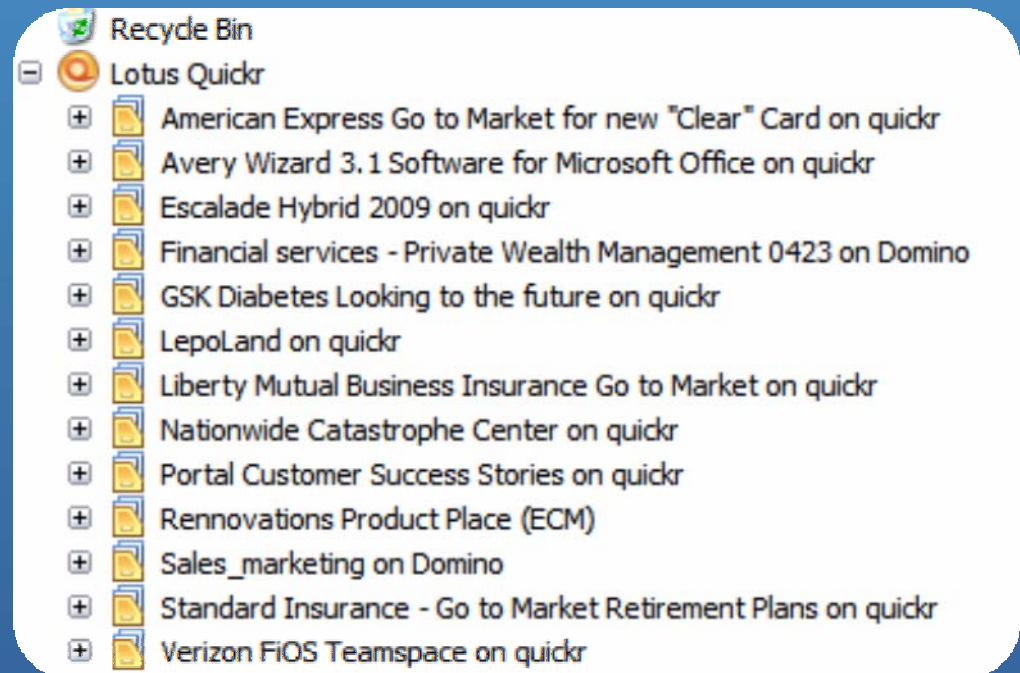 Recycle Bin
Lotus Quickr
American Express Go to Market for new "Clear" Card on quickr
Avery Wizard 3.1 Software for Microsoft Office on quickr
Escalade Hybrid 2009 on quickr
Financial services - Private Wealth Management 0423 on Domino
GSK Diabetes Looking to the future on quickr
LepoLand on quickr
Liberty Mutual Business Insurance Go to Market on quickr
Nationwide Catastrophe Center on quickr
Portal Customer Success Stories on quickr
Rennovations Product Place (ECM)
Sales_marketing on Domino
Standard Insurance - Go to Market Retirement Plans on quickr
Verizon FiOS Teamspace on quickr